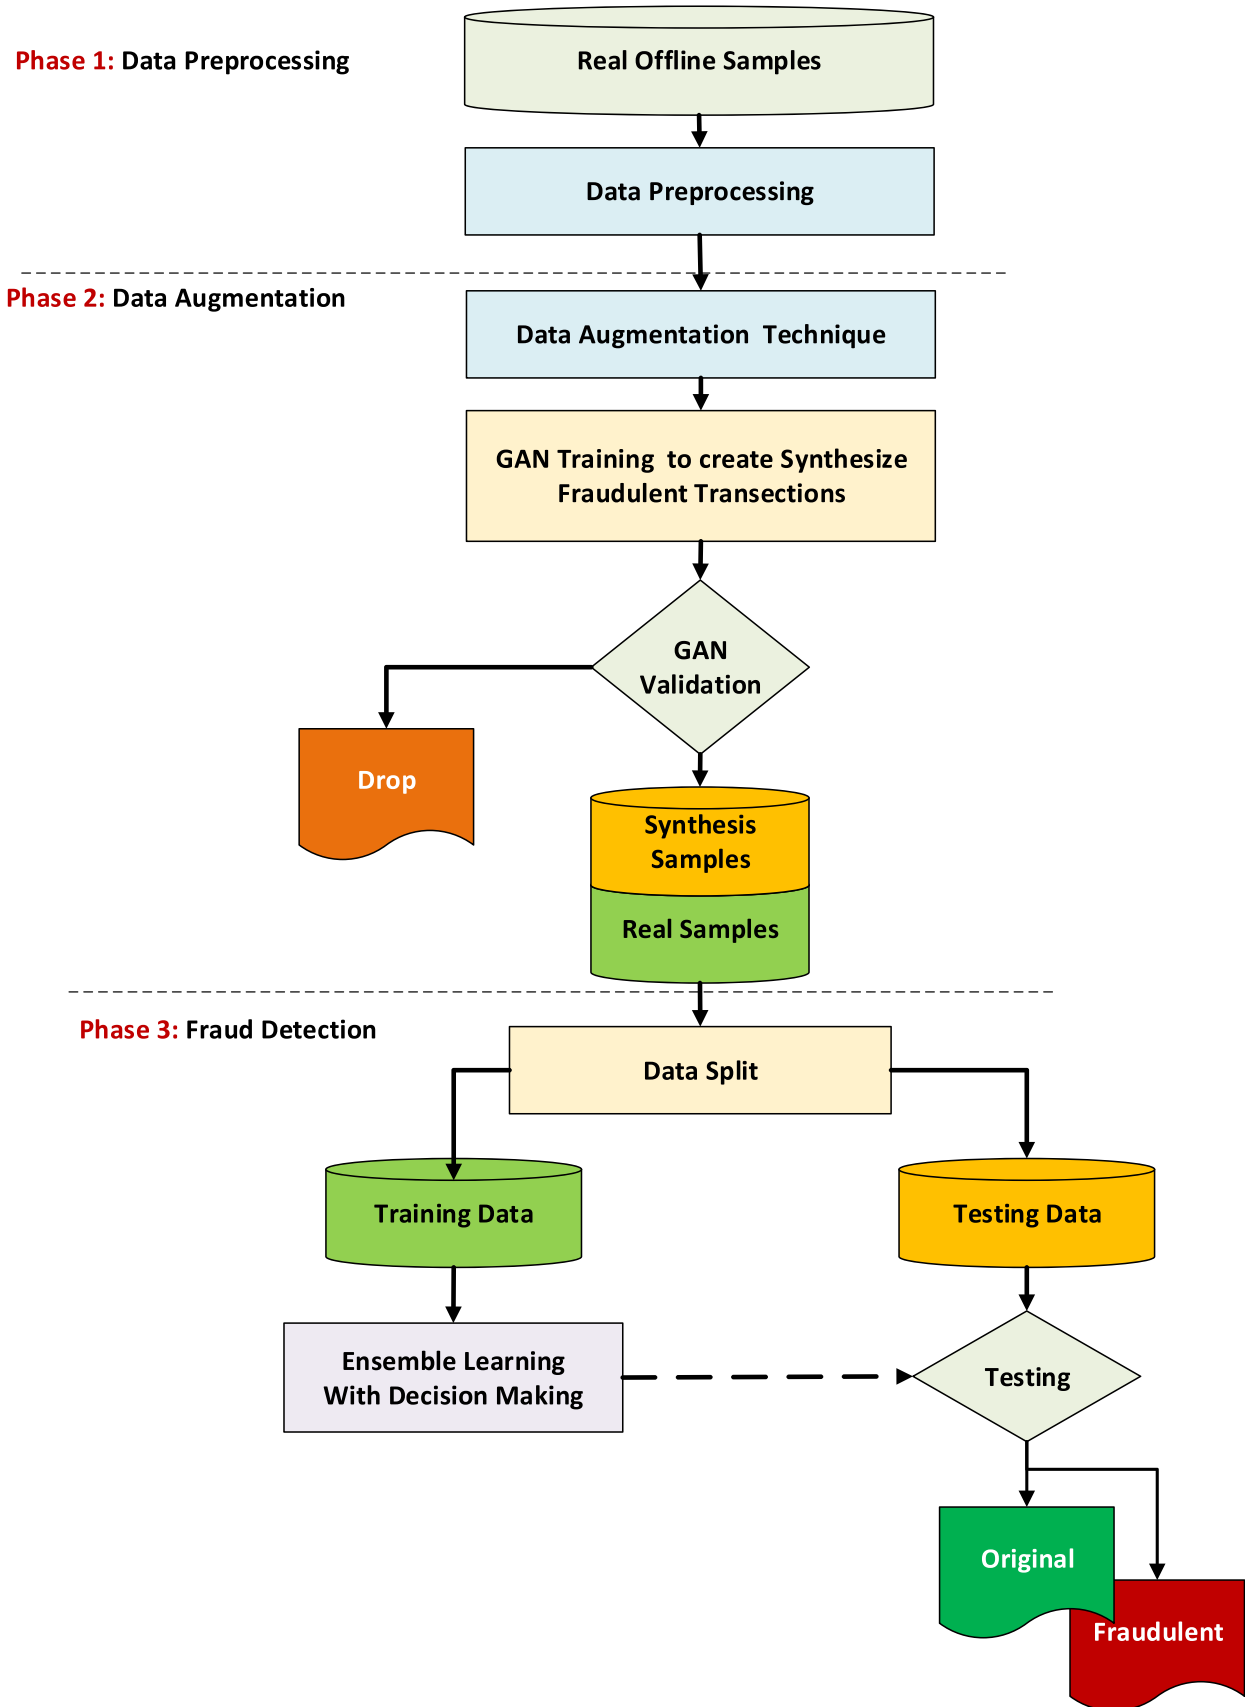 Phase 1: Data Preprocessing
Real Offline Samples
Data Preprocessing
Phase 2: Data Augmentation
Data Augmentation  Technique
GAN Training  to create Synthesize
Fraudulent Transections
GAN
Validation
Drop
Synthesis
Samples
Real Samples
Phase 3: Fraud Detection
Data Split
Training Data
Testing Data
Ensemble Learning
With Decision Making
Testing
Original
Fraudulent